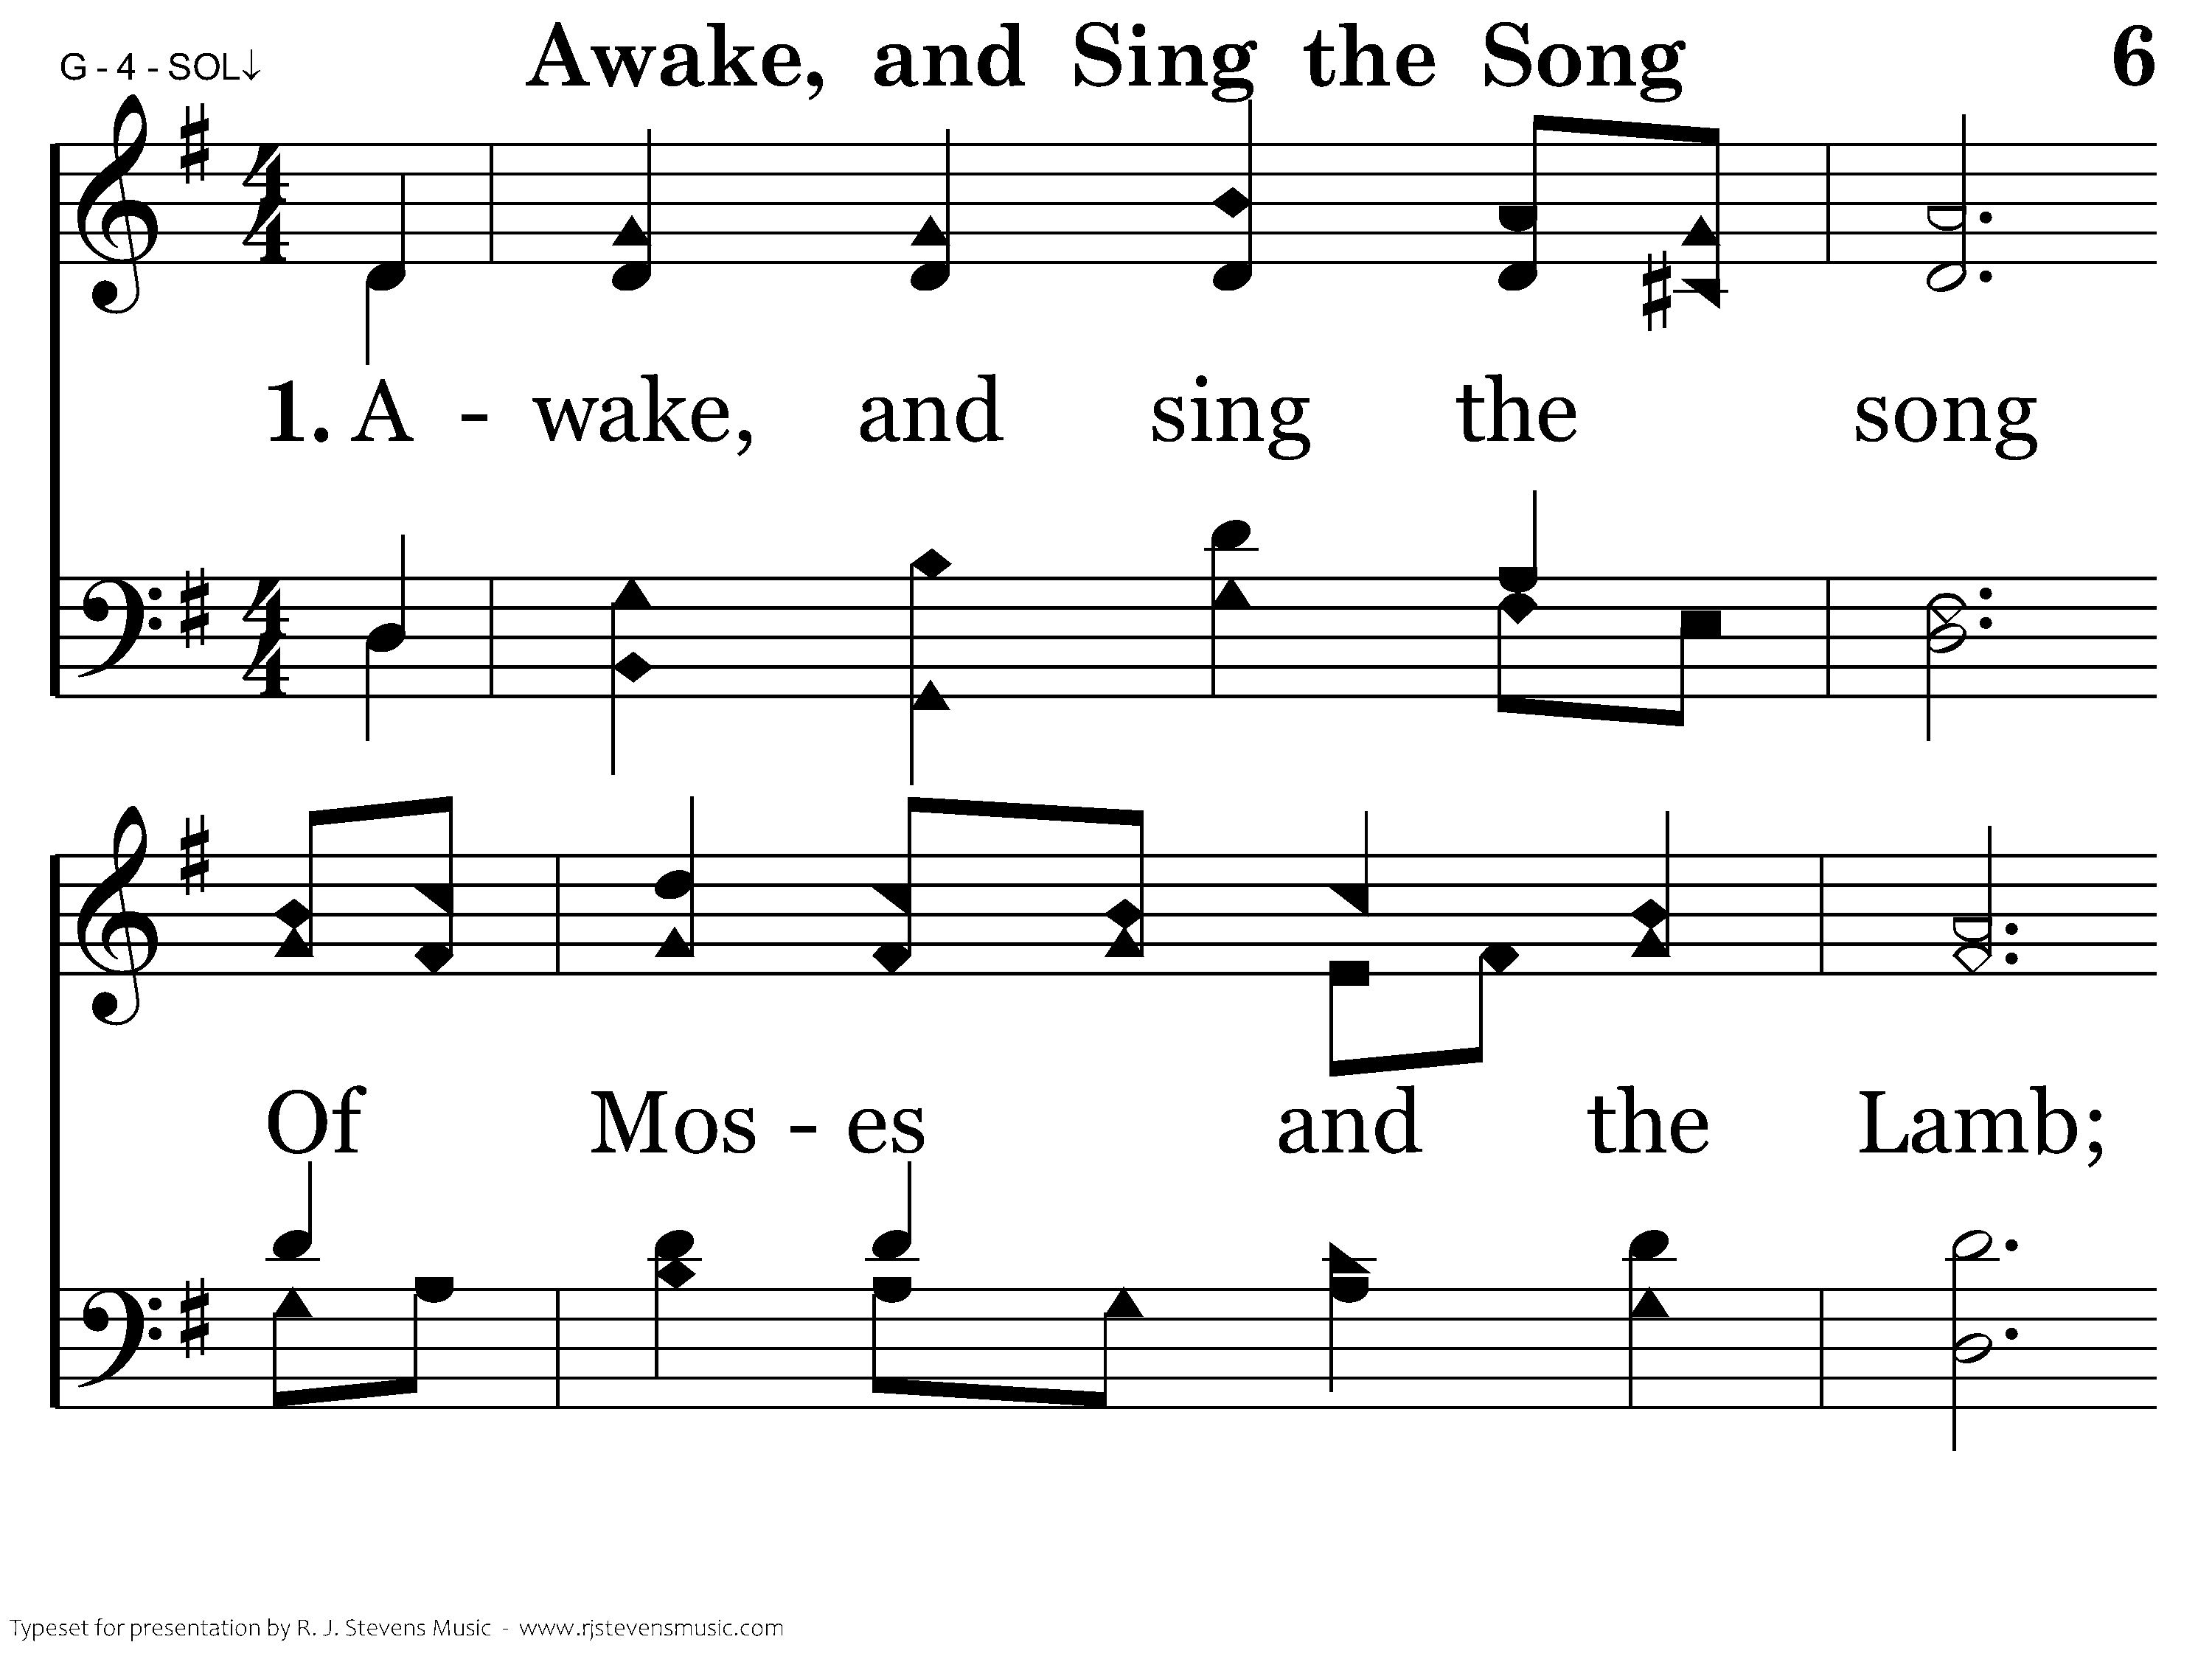 G - 4 - SOL↓ Awake, and Sing the Song 6
1. A - wake, and sing the song
Of Mos - es and the Lamb;
Typeset for presentation by R. J. Stevens Music - www.rjstevensmusic.com